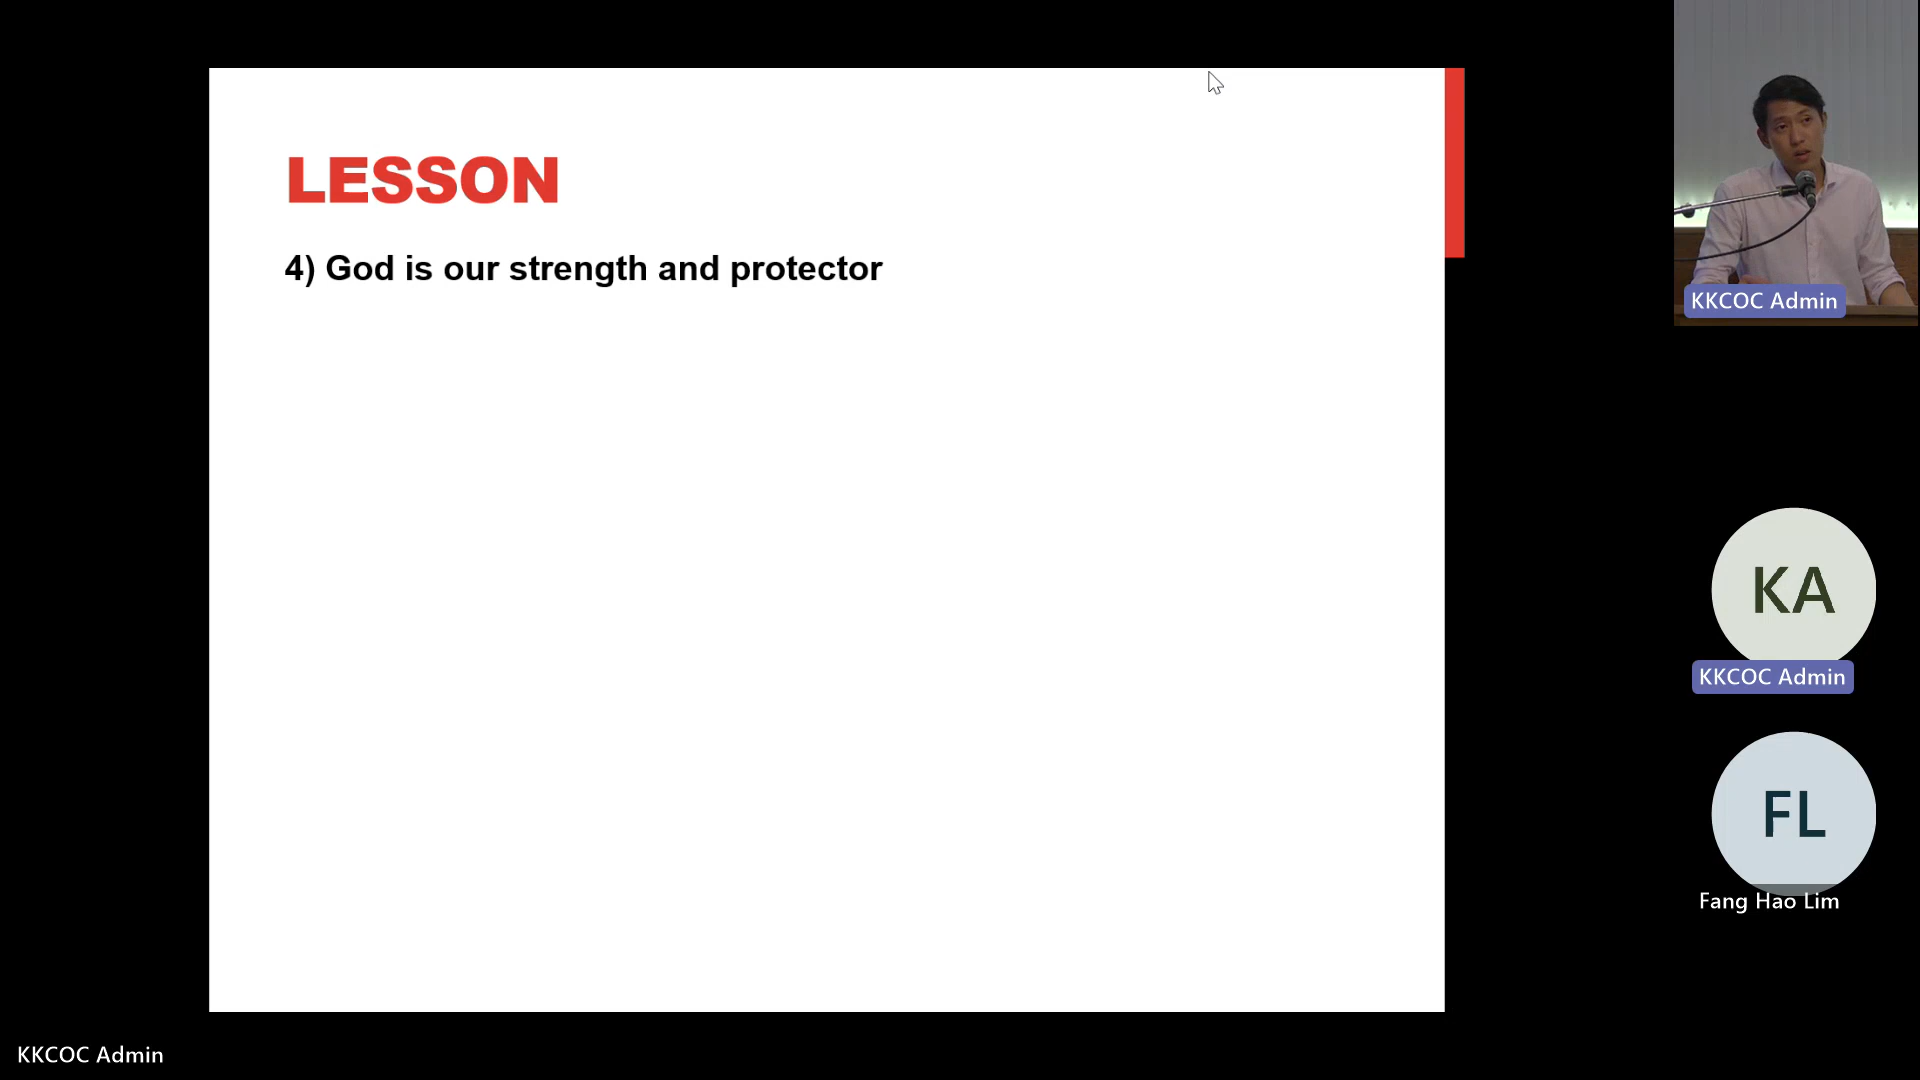 LESSON
4) God is our strength and protector
KKCOC Admin
KA
KKCOC Admin
FL
Fang Hao Lim
KKCOC Admin